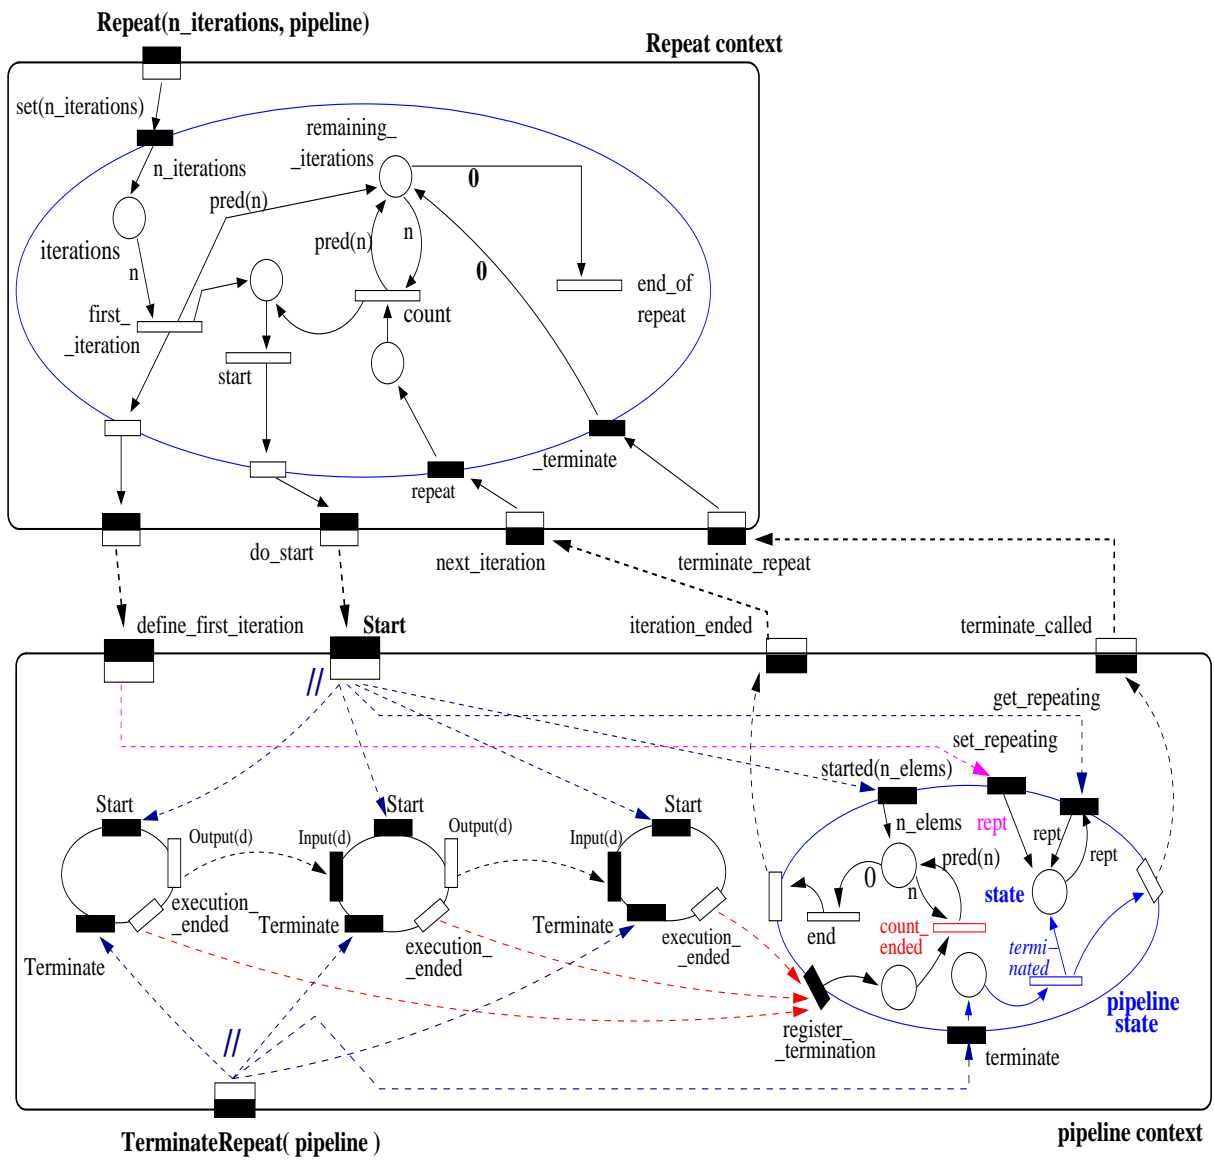 Repeat(n_iterations, pipeline)
Repeat context
set(n_iterations)
remaining_
_iterations
n_iterations
0
pred(n)
pred(n)
n
iterations
n
0
end_of
repeat
first_
_iteration
count
start
_terminate
repeat
do_start
next_iteration
terminate_repeat
define_first_iteration
Start
iteration_ended
terminate_called
//
get_repeating
set_repeating
started(n_elems)
Start
Start
Start
Output(d)
Input(d)
Output(d)
Input(d)
n_elems
rept
rept
rept
pred(n)
0
n
state
execution_
_ended
Terminate
Terminate
execution_
_ended
Terminate
execution_
_ended
end
count_
ended
termi-
nated
Terminate
pipeline
state
register_
_termination
terminate
//
TerminateRepeat( pipeline )
pipeline context